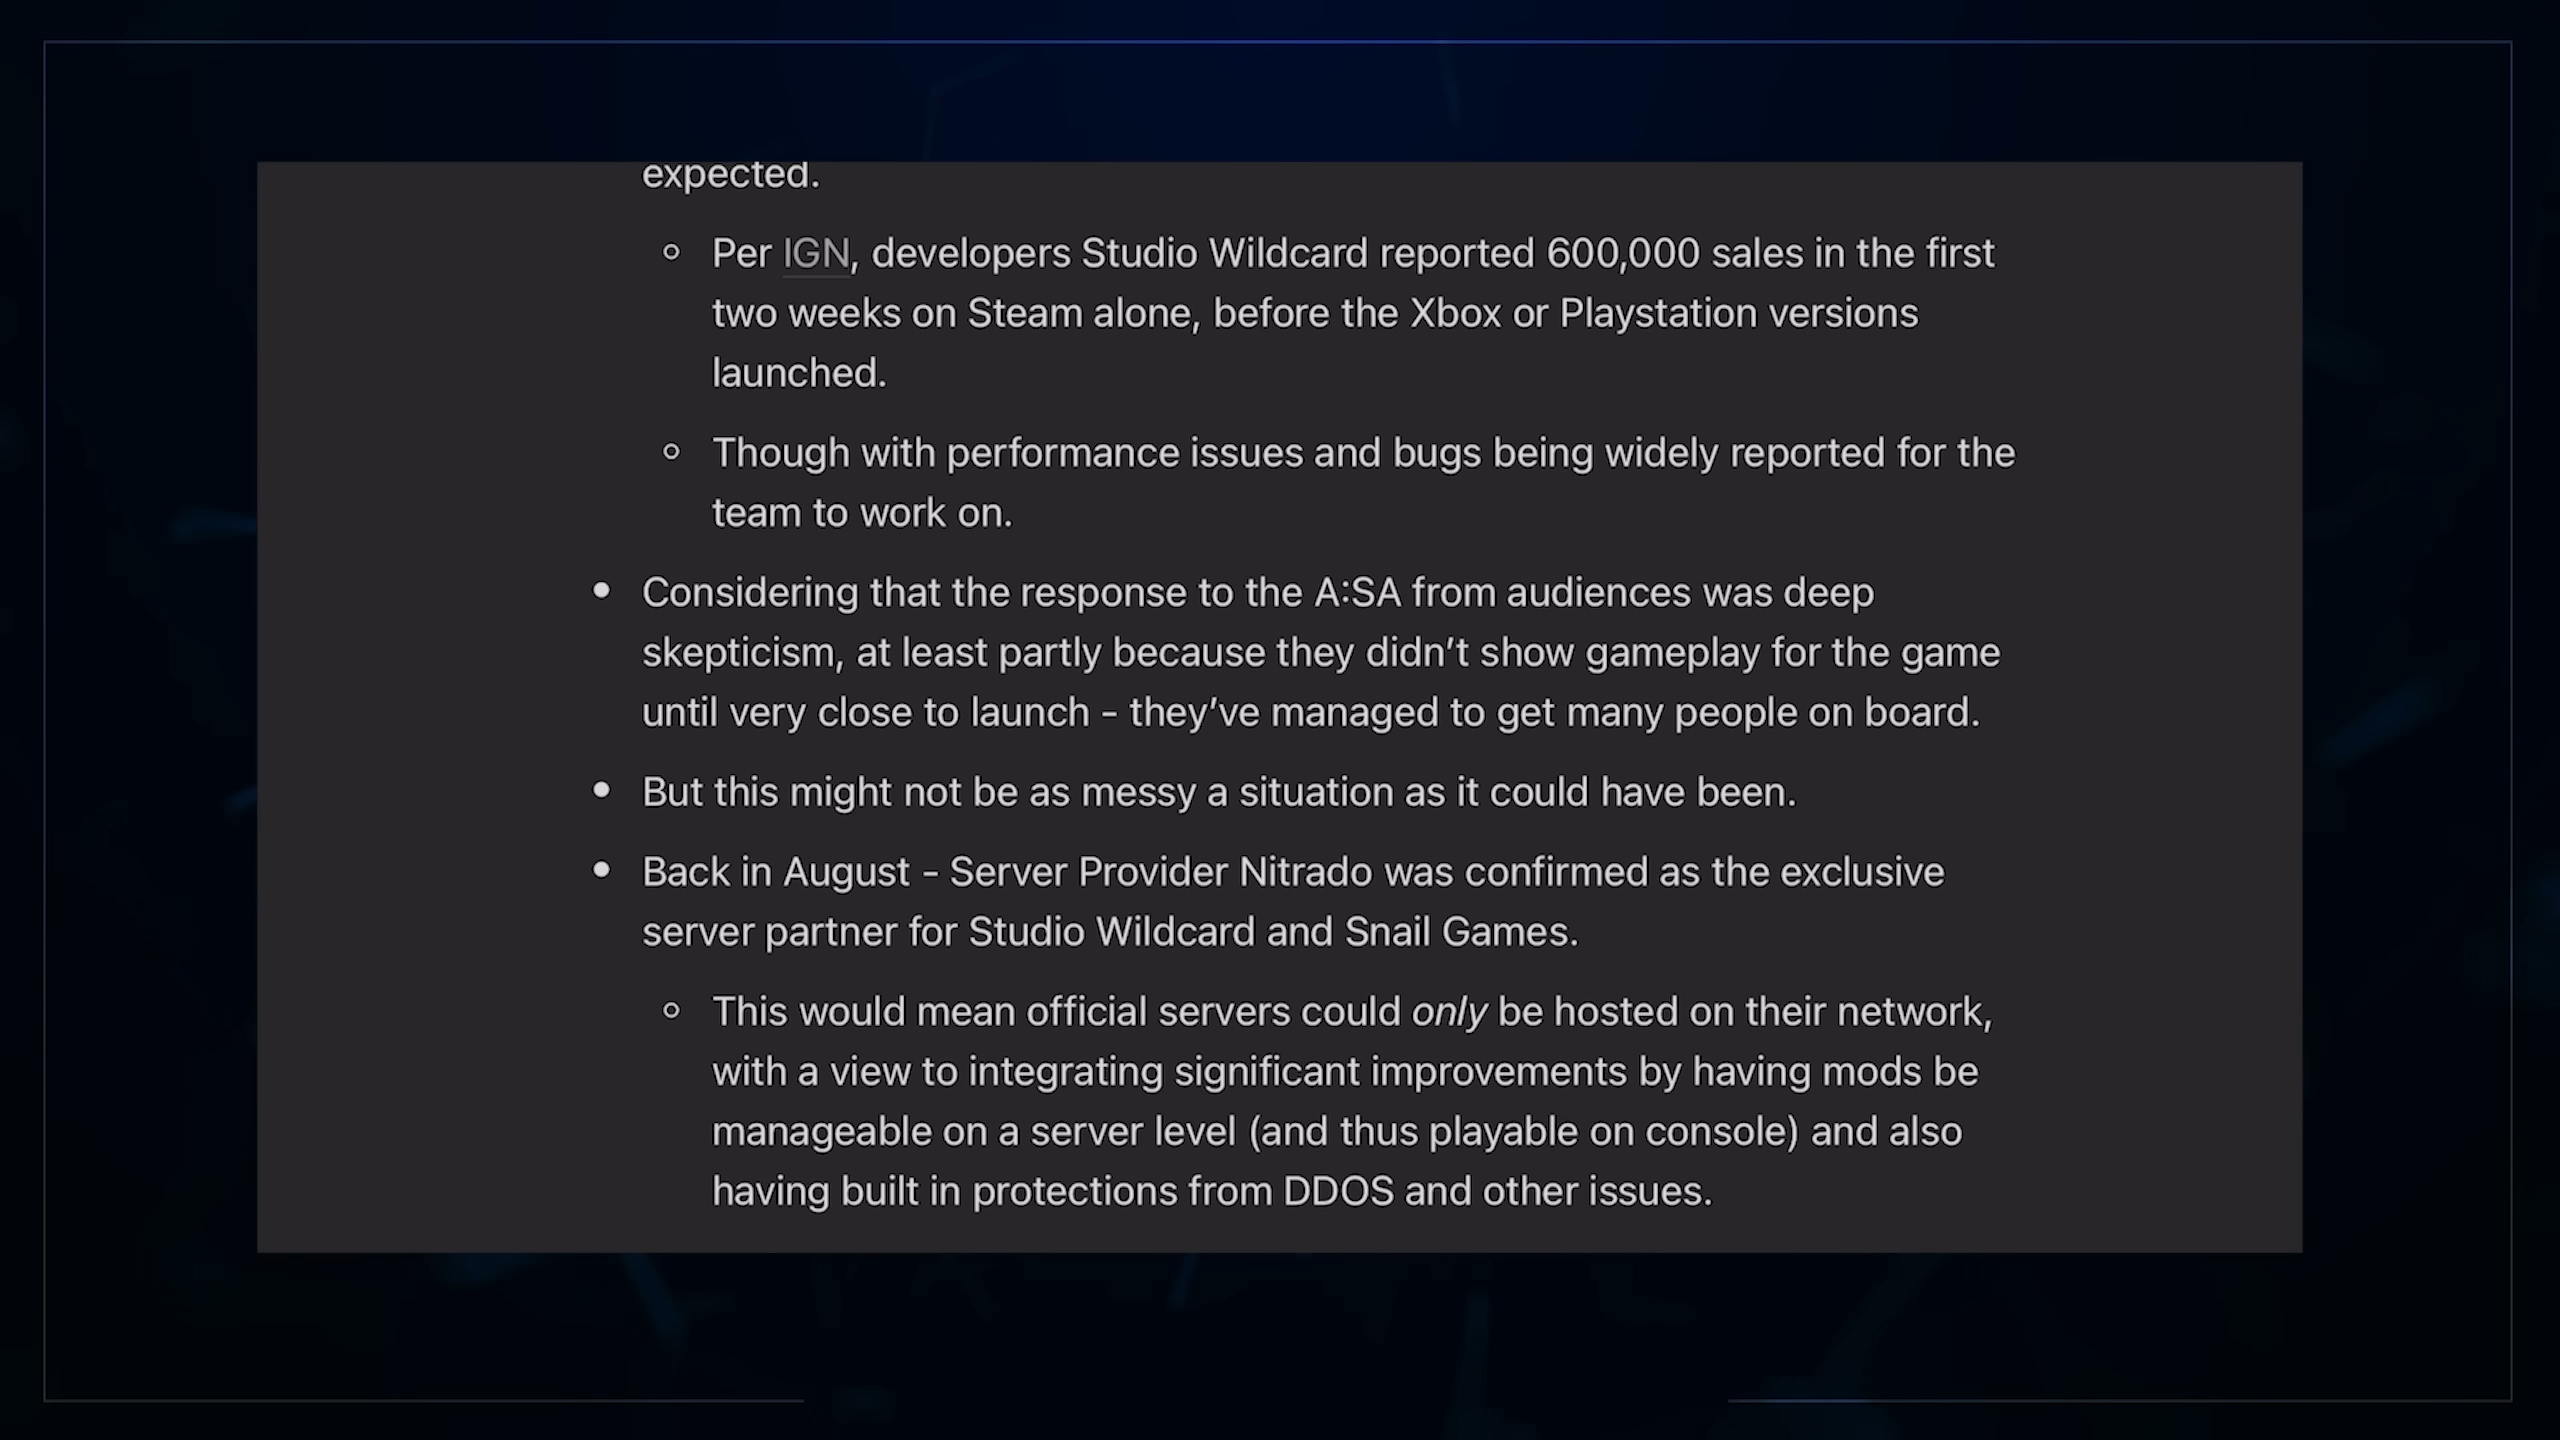 expected.
Per IGN, developers Studio Wildcard reported 600,000 sales in the first
two weeks on Steam alone, before the Xbox or Playstation versions
launched.
Though with performance issues and bugs being widely reported for the
team to work on.
Considering that the response to the A:SA from audiences was deep
skepticism, at least partly because they didn’t show gameplay for the game
until very close to launch - they’ve managed to get many people on board.
But this might not be as messy a situation as it could have been.
Back in August - Server Provider Nitrado was confirmed as the exclusive
server partner for Studio Wildcard and Snail Games.
This would mean official servers could only be hosted on their network,
with a view to integrating significant improvements by having mods be
manageable on a server level (and thus playable on console) and also
having built in protections from DDOS and other issues.